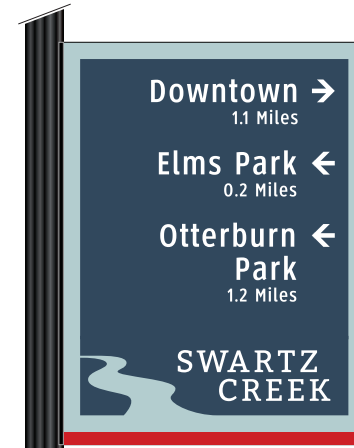 Downtown →
1.1 Miles
Elms Park ←
0.2 Miles
Otterburn ←
Park
1.2 Miles
SWARTZ
CREEK